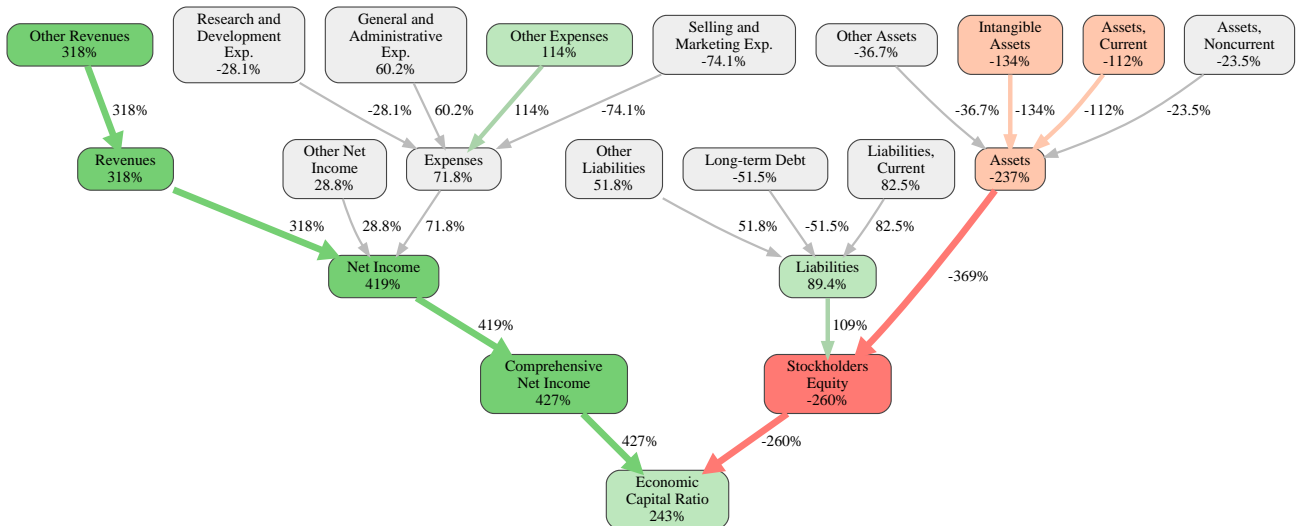 Other Revenues
318%
Research and
Development
Exp.
-28.1%
General and
Administrative
Exp.
60.2%
Other Expenses
114%
Selling and
Marketing Exp.
-74.1%
Other Assets
-36.7%
Intangible
Assets
-134%
Assets,
Current
-112%
Assets,
Noncurrent
-23.5%
318%
-28.1%
60.2%
114%
-74.1%
-36.7%
-134%
-112%
-23.5%
Revenues
318%
Other Net
Income
28.8%
Expenses
71.8%
Other
Liabilities
51.8%
Long-term Debt
-51.5%
Liabilities,
Current
82.5%
Assets
-237%
318%
28.8%
71.8%
51.8%
-51.5%
82.5%
Net Income
419%
Liabilities
89.4%
-369%
419%
109%
Comprehensive
Net Income
427%
Stockholders
Equity
-260%
427%
-260%
Economic
Capital Ratio
243%